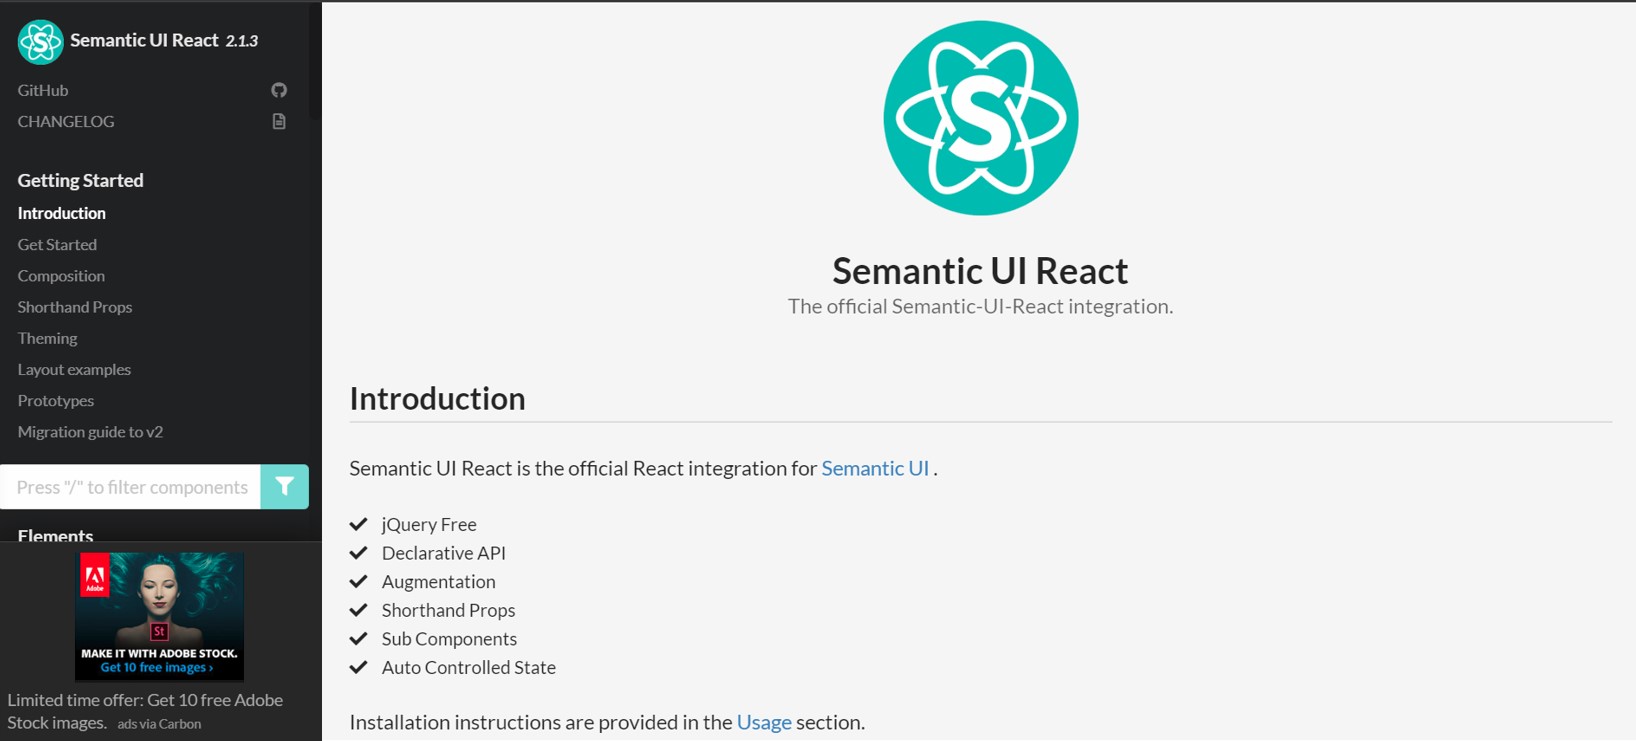 Semantic UI React 2.1.3
GitHub
CHANGELOG
Getting Started
Introduction
Get Started
Composition
Shorthand Props
Theming
Layout examples
Prototypes
Migration guide to v2
Press "/" to filter components
Elements
Adobe
St
MAKE IT WITH ADOBE STOCK.
Get 10 free images ›
Limited time offer: Get 10 free Adobe
Stock images. ads via Carbon
S
Semantic UI React
The official Semantic-UI-React integration.
Introduction
Semantic UI React is the official React integration for Semantic UI .
jQuery Free
Declarative API
Augmentation
Shorthand Props
Sub Components
Auto Controlled State
Installation instructions are provided in the Usage section.